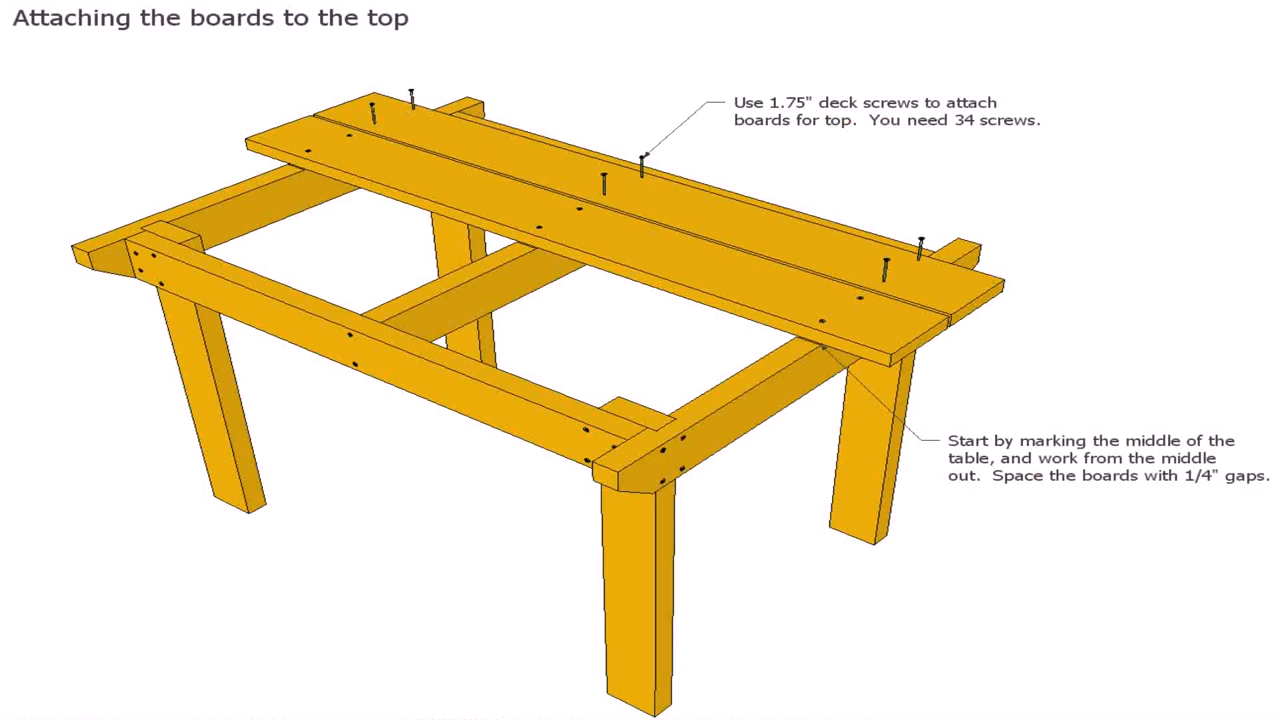 Attaching the boards to the top
Use 1.75" deck screws to attach
boards for top.  You need 34 screws.
Start by marking the middle of the
table, and work from the middle
out.  Space the boards with 1/4" gaps.